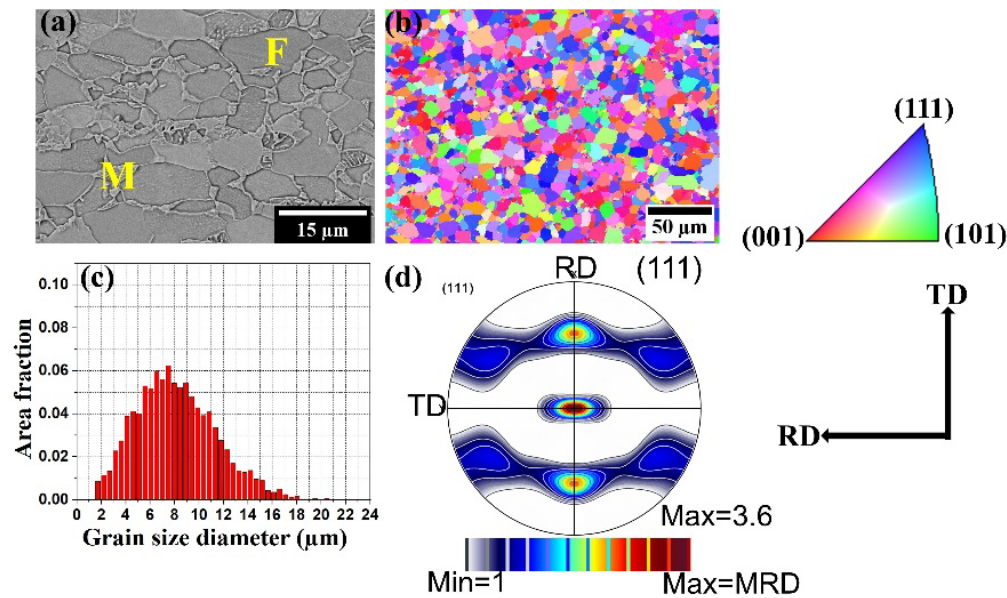 (a)
F
M
15 µm
(b)
50 µm
(111)
(001)
(101)
(c)
0.10
0.08
0.06
0.04
0.02
0.00
Area fraction
0 2 4 6 8 10 12 14 16 18 20 22 24
Grain size diameter (µm)
(d)
(111)
RD
(111)
TD
Max=3.6
Min=1
Max=MRD
TD
RD